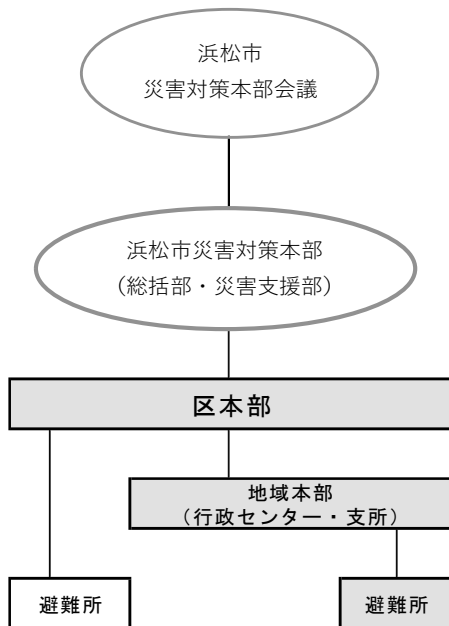 浜松市
災害対策本部会議
浜松市災害対策本部
（総括部・災害支援部）
区本部
地域本部
（行政センター・支所）
避難所
避難所